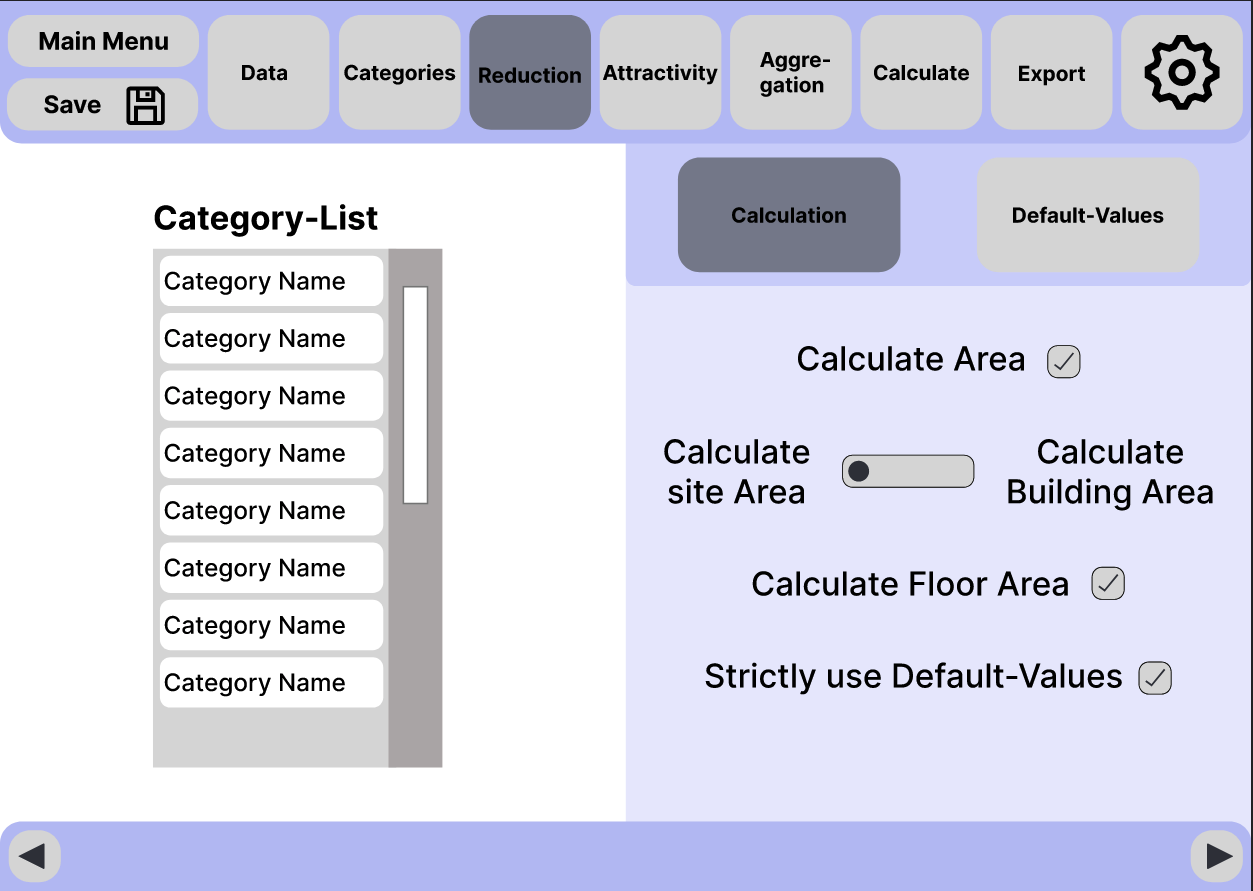 Main Menu
Save
Data
Categories
Reduction
Attractivity
Aggre-
gation
Calculate
Export
Category-List
Category Name
Category Name
Category Name
Category Name
Category Name
Category Name
Category Name
Category Name
Calculation
Default-Values
Calculate Area
Calculate
site Area
Calculate
Building Area
Calculate Floor Area
Strictly use Default-Values